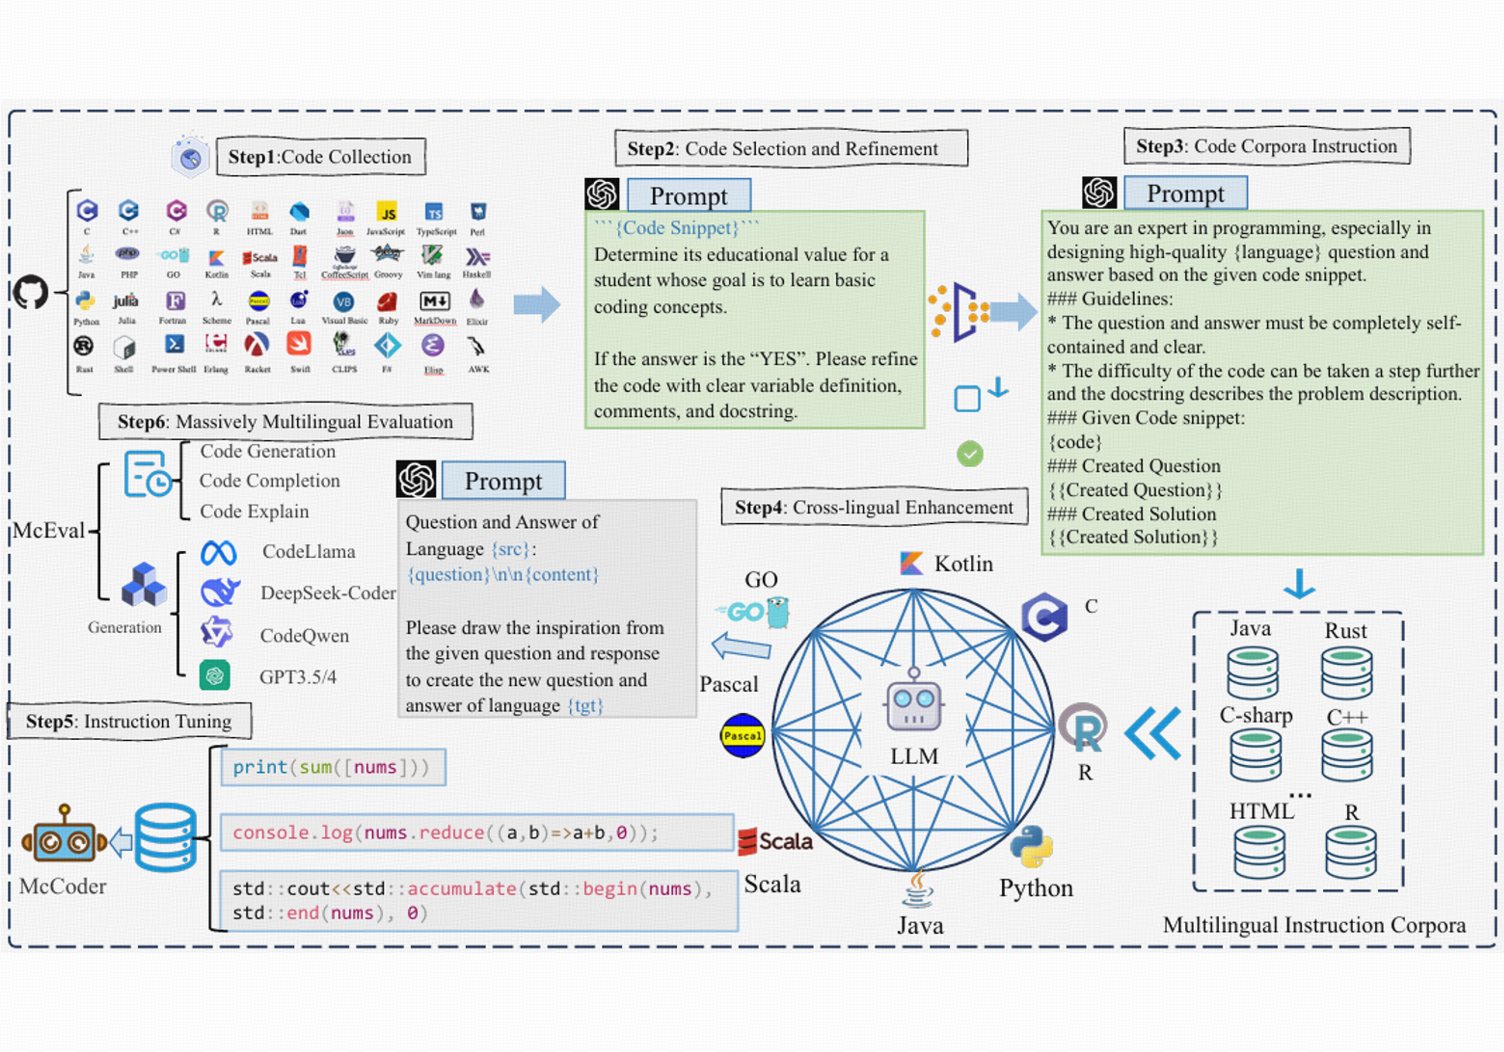 Step1:Code Collection
C C++ C# R HTML Dart Json JavaScript TypeScript Perl
Java PHP GO Kotlin Scala Tcl CoffeeScript Groovy Vim lang Haskell
Python Julia Fortran Scheme Pascal Lua Visual Basic Ruby MarkDown Elixir
Rust Shell Power Shell Erlang Racket Swift CLIPS F# Elisp AWK
Step2: Code Selection and Refinement
Prompt
```{Code Snippet}```
Determine its educational value for a
student whose goal is to learn basic
coding concepts.
If the answer is the “YES”. Please refine
the code with clear variable definition,
comments, and docstring.
Step3: Code Corpora Instruction
Prompt
You are an expert in programming, especially in
designing high-quality {language} question and
answer based on the given code snippet.
### Guidelines:
* The question and answer must be completely self-
contained and clear.
* The difficulty of the code can be taken a step further
and the docstring describes the problem description.
### Given Code snippet:
{code}
### Created Question
{{Created Question}}
### Created Solution
{{Created Solution}}
Java Rust
C-sharp C++
...
HTML R
Multilingual Instruction Corpora
Step4: Cross-lingual Enhancement
Kotlin
C
R
Python
Java
Scala
Scala
Pascal
Pascal
GO
GO
LLM
Prompt
Question and Answer of
Language {src}:
{question}\n\n{content}
Please draw the inspiration from
the given question and response
to create the new question and
answer of language {tgt}
Step5: Instruction Tuning
print(sum([nums]))
console.log(nums.reduce((a,b)=>a+b,0));
std::cout<<std::accumulate(std::begin(nums),
std::end(nums), 0)
McCoder
Step6: Massively Multilingual Evaluation
McEval
Code Generation
Code Completion
Code Explain
Generation
CodeLlama
DeepSeek-Coder
CodeQwen
GPT3.5/4